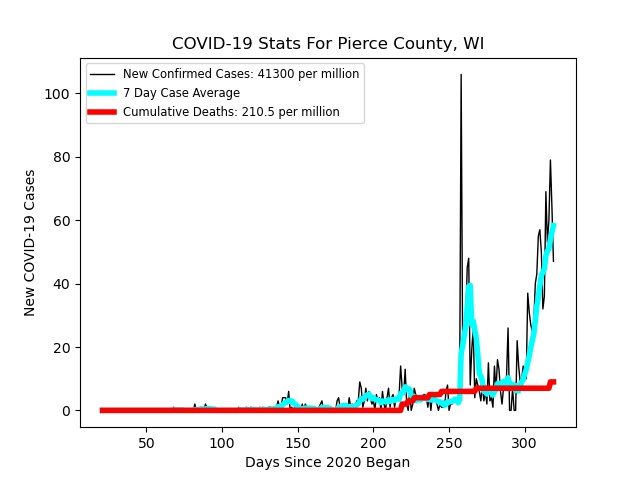 COVID-19 Stats For Pierce County, WI
New Confirmed Cases: 41300 per million
7 Day Case Average
Cumulative Deaths: 210.5 per million
New COVID-19 Cases
100
80
60
40
20
0
50 100 150 200 250 300
Days Since 2020 Began